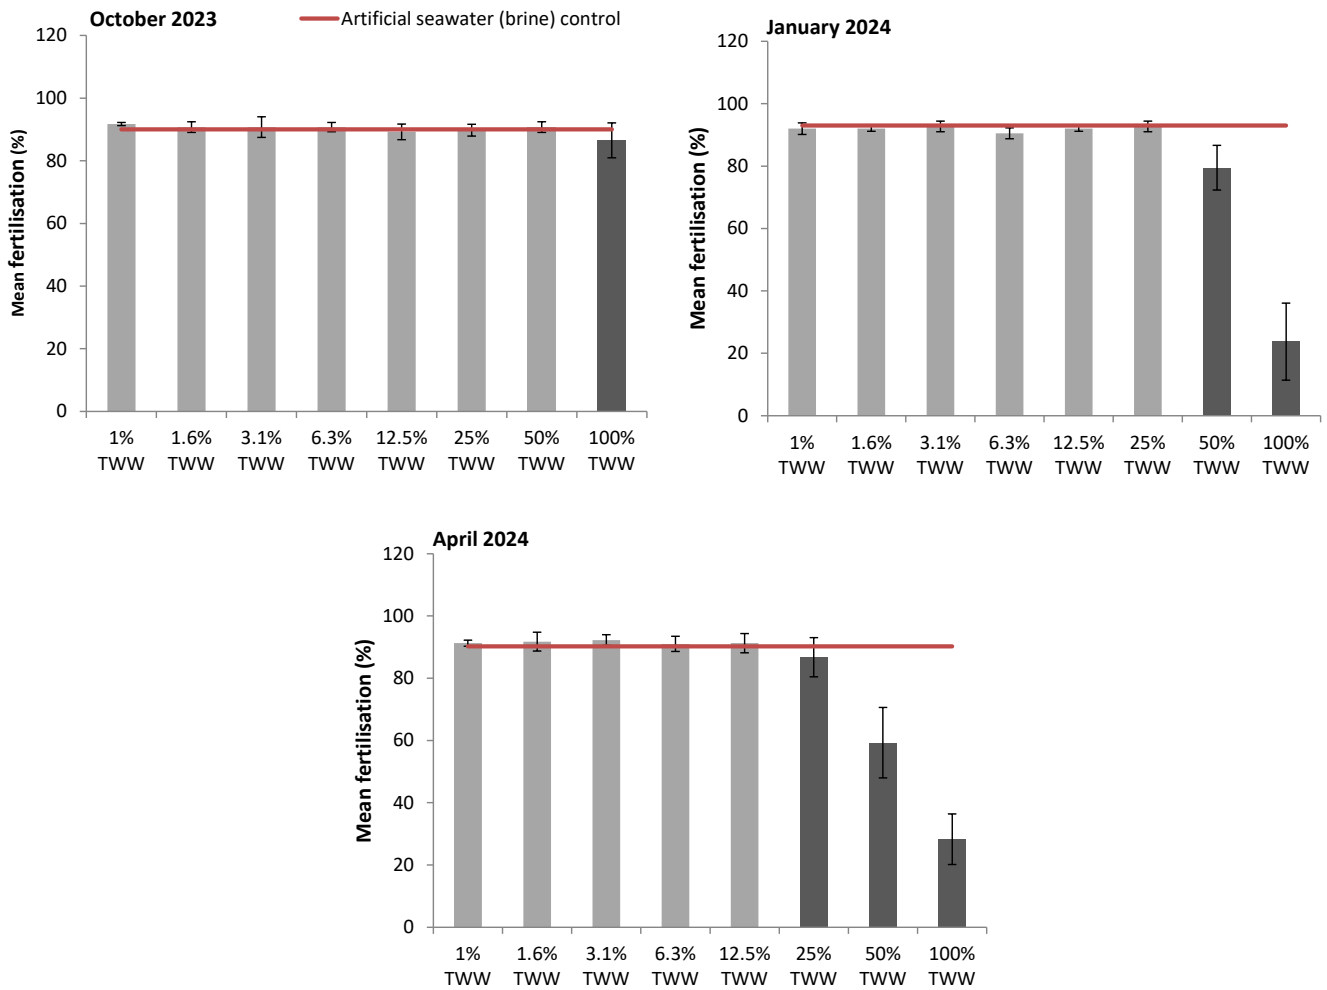 October 2023
Artificial seawater (brine) control
Mean fertilisation (%)
120
100
80
60
40
20
0
1% 1.6% 3.1% 6.3% 12.5% 25% 50% 100%
TWW TWW TWW TWW TWW TWW TWW TWW
January 2024
Mean fertilisation (%)
120
100
80
60
40
20
0
1% 1.6% 3.1% 6.3% 12.5% 25% 50% 100%
TWW TWW TWW TWW TWW TWW TWW TWW
April 2024
Mean fertilisation (%)
120
100
80
60
40
20
0
1% 1.6% 3.1% 6.3% 12.5% 25% 50% 100%
TWW TWW TWW TWW TWW TWW TWW TWW